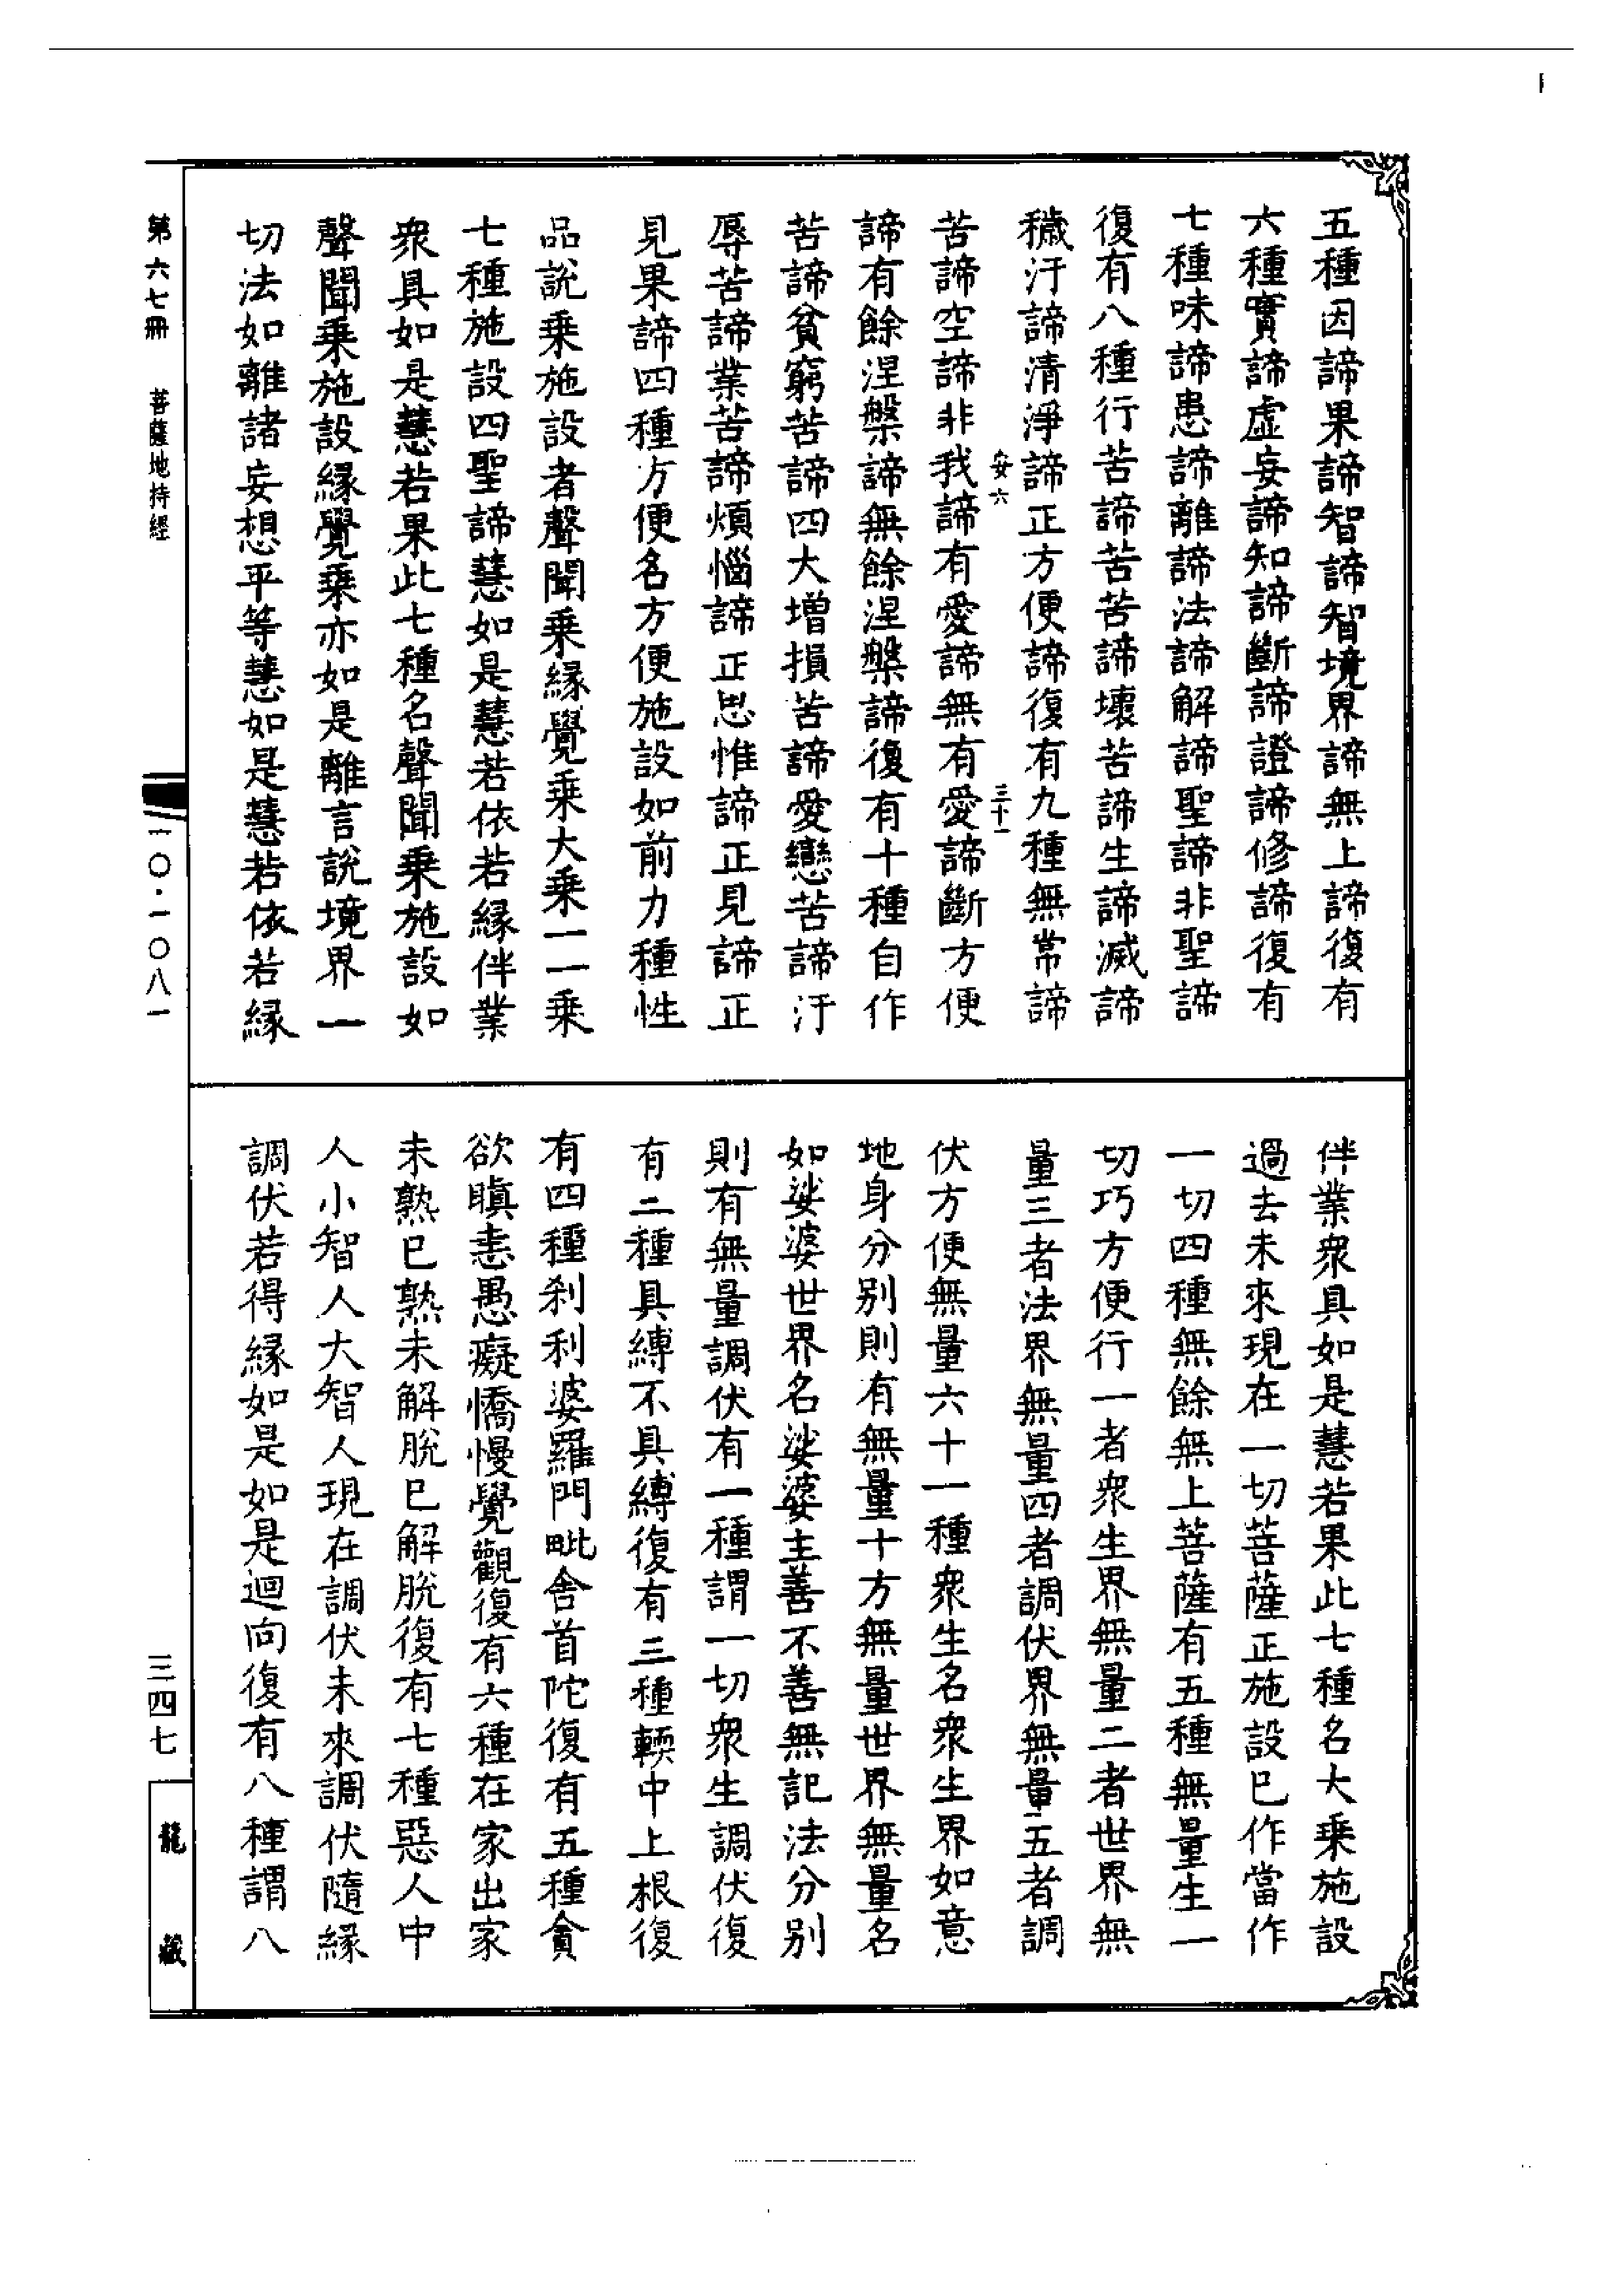 五種因諦果諦智諦智境界諦無上諦復有
六種實諦虛妄諦知諦斷諦證諦修諦復有
七種味諦患諦離諦法諦解諦聖諦非聖諦
復有八種行苦諦苦苦諦壞苦諦生諦滅諦
穢汙諦清淨諦正方便諦復有九種無常諦
安六
三十一
苦諦空諦非我諦有愛諦無有愛諦斷方便
諦有餘涅槃諦無餘涅槃諦復有十種自作
苦諦貧窮苦諦四大增損苦諦愛戀苦諦汙
辱苦諦業苦諦煩惱諦正思惟諦正見諦正
見果諦四種方便名方便施設如前力種性
品說乘施設者聲聞乘緣覺乘大乘一一乘
七種施設四聖諦慧如是慧若依若緣伴業
衆具如是慧若果此七種名聲聞乘施設如
聲聞乘施設緣覺乘亦如是離言說境界一
切法如離諸妄想平等慧如是慧若依若緣
伴業衆具如是慧若果此七種名大乘施設
過去未來現在一切菩薩正施設已作當作
一切四種無餘無上菩薩有五種無量生一
切巧方便行一者衆生界無量二者世界無
量三者法界無量四者調伏界無量五者調
伏方便無量六十一種衆生名衆生界如意
地身分別則有無量十方無量世界無量名
如娑婆世界名娑婆主善不善無記法分別
則有無量調伏有一種謂一切衆生調伏復
有二種具縛不具縛復有三種軟中上根復
有四種刹利婆羅門毗舍首陀復有五種貪
欲瞋恚愚癡憍慢覺觀復有六種在家出家
未熟已熟未解脫已解脫復有七種惡人中
人小智人大智人現在調伏未來調伏隨緣
調伏若得緣如是如是迴向復有八種謂八
第六七冊
菩薩地持經
一〇·一〇八一
三四七
龍藏